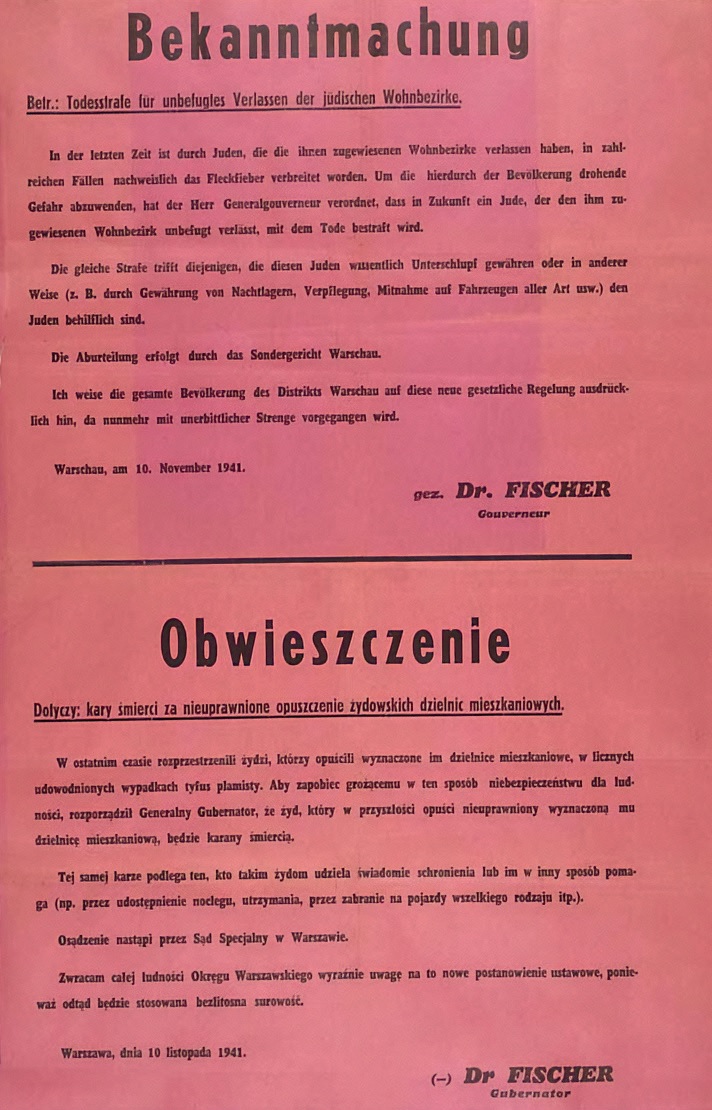 Bekanntmachung
Betr.: Todesstrafe für unbefugtes Verlassen der jüdischen Wohnbezirke.
In der letzten Zeit ist durch Juden, die die ihnen zugewiesenen Wohnbezirke verlassen haben, in zahl-
reichen Fällen nachweislich das Fleckfieber verbreitet worden. Um die hierdurch der Bevölkerung drohende
Gefahr abzuwenden, hat der Herr Generalgouverneur verordnet, dass in Zukunft ein Jude, der den ihm zu-
gewiesenen Wohnbezirk unbefugt verlässt, mit dem Tode bestraft wird.
Die gleiche Strafe trifft diejenigen, die diesen Juden wissentlich Unterschlupf gewähren oder in anderer
Weise (z. B. durch Gewährung von Nachtlagern, Verpflegung, Mitnahme auf Fahrzeugen aller Art usw.) den
Juden behilflich sind.
Die Aburteilung erfolgt durch das Sondergericht Warschau.
Ich weise die gesamte Bevölkerung des Distrikts Warschau auf diese neue gesetzliche Regelung ausdrück-
lich hin, da nunmehr mit unerbittlicher Strenge vorgegangen wird.
Warschau, am 10. November 1941.
gez. Dr. FISCHER
Gouverneur
Obwieszczenie
Dotyczy: kary śmierci za nieuprawnione opuszczenie żydowskich dzielnic mieszkaniowych.
W ostatnim czasie rozprzestrzenili żydzi, którzy opuścili wyznaczone im dzielnice mieszkaniowe, w licznych
udowodnionych wypadkach tyfus plamisty. Aby zapobiec grożącemu w ten sposób niebezpieczeństwu dla lud-
ności, rozporządził Generalny Gubernator, że żyd, który w przyszłości opuści nieuprawniony wyznaczoną mu
dzielnicę mieszkaniową, będzie karany śmiercią.
Tej samej karze podlega ten, kto takim żydom udziela świadomie schronienia lub im w inny sposób poma-
ga (np. przez udostępnienie noclegu, utrzymania, przez zabranie na pojazdy wszelkiego rodzaju itp.).
Osądzenie nastąpi przez Sąd Specjalny w Warszawie.
Zwracam całej ludności Okręgu Warszawskiego wyraźnie uwagę na to nowe postanowienie ustawowe, ponie-
waż odtąd będzie stosowana bezlitosna surowość.
Warszawa, dnia 10 listopada 1941.
(—) Dr FISCHER
Gubernator